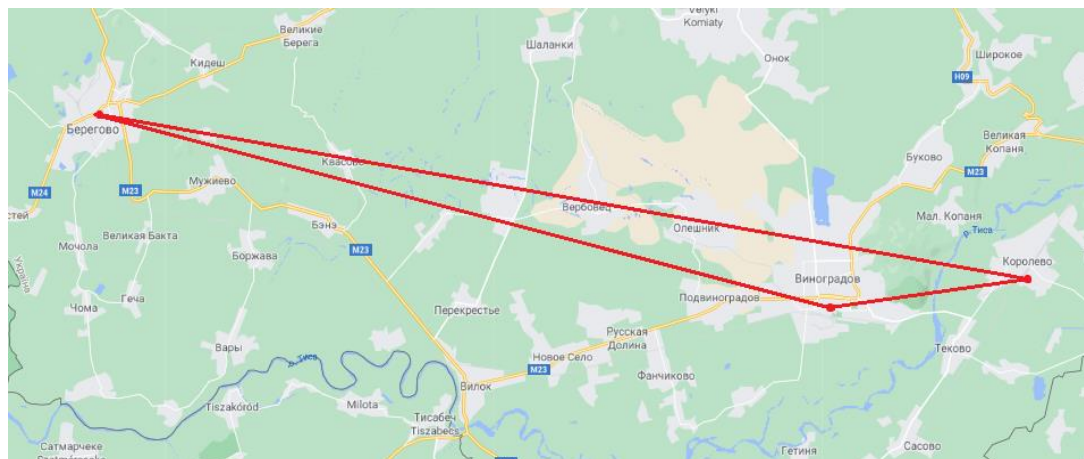 Великие
Берега
Шаланки
Velyki
Komiaty
Онок
Широкое
H09
Кидеш
Берегово
Великая
Копаня
Буково
M23
Квасово
M24
M23
Мужиево
Вербовец
Мал. Копаня
Бэнэ
Олешник
р. Тиса
Великая Бакта
Мочола
M23
Боржава
Королево
Виноградов
Україна
Геча
Чома
Подвиноградов
Перекрестье
Русская
Долина
Вары
Теково
р. Тиса
Новое Село
M23
Фанчиково
Вилок
Tiszakóród
Milota
Тисабеч
Tiszabecs
Сатмарчеке
Гетиня
Сасово